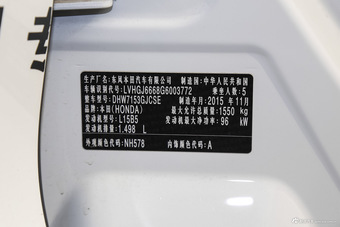 生产厂名：东风本田汽车有限公司 制造国：中华人民共和国
车辆识别代号：LVHGJ6668G6003772 乘坐人数：5
整车型号：DHW7153GJCSE 制造年月：2015 年 11月
品牌：本田(HONDA) 最大允许总质量：1550 kg
发动机型号：L15B5 发动机最大净功率：96 kW
发动机排量：1.498 L
外观颜色代码：NH578 内饰颜色代码：A